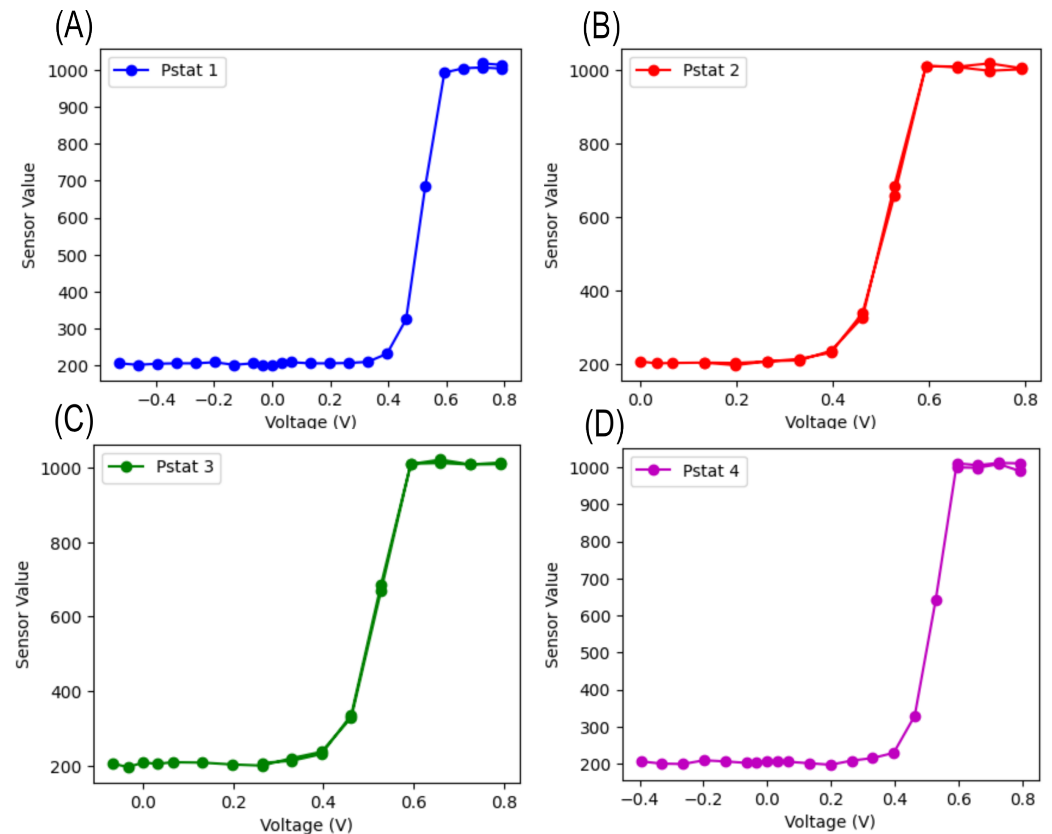 (A)
Pstat 1
1000
900
800
700
600
500
400
300
200
Sensor Value
−0.4 −0.2 0.0 0.2 0.4 0.6 0.8
Voltage (V)
(B)
Pstat 2
1000
800
600
400
200
Sensor Value
0.0 0.2 0.4 0.6 0.8
Voltage (V)
(C)
Pstat 3
1000
800
600
400
200
Sensor Value
0.0 0.2 0.4 0.6 0.8
Voltage (V)
(D)
Pstat 4
1000
900
800
700
600
500
400
300
200
Sensor Value
−0.4 −0.2 0.0 0.2 0.4 0.6 0.8
Voltage (V)